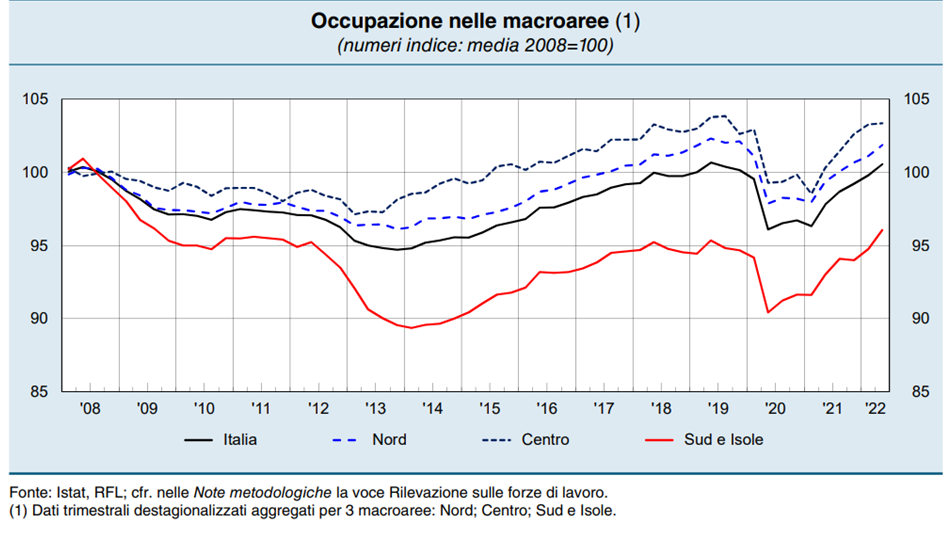 Occupazione nelle macroaree (1)
(numeri indice: media 2008=100)
105 105
100 100
95 95
90 90
85 85
'08 '09 '10 '11 '12 '13 '14 '15 '16 '17 '18 '19 '20 '21 '22
Italia Nord Centro Sud e Isole
Fonte: Istat, RFL; cfr. nelle Note metodologiche la voce Rilevazione sulle forze di lavoro.
(1) Dati trimestrali destagionalizzati aggregati per 3 macroaree: Nord; Centro; Sud e Isole.